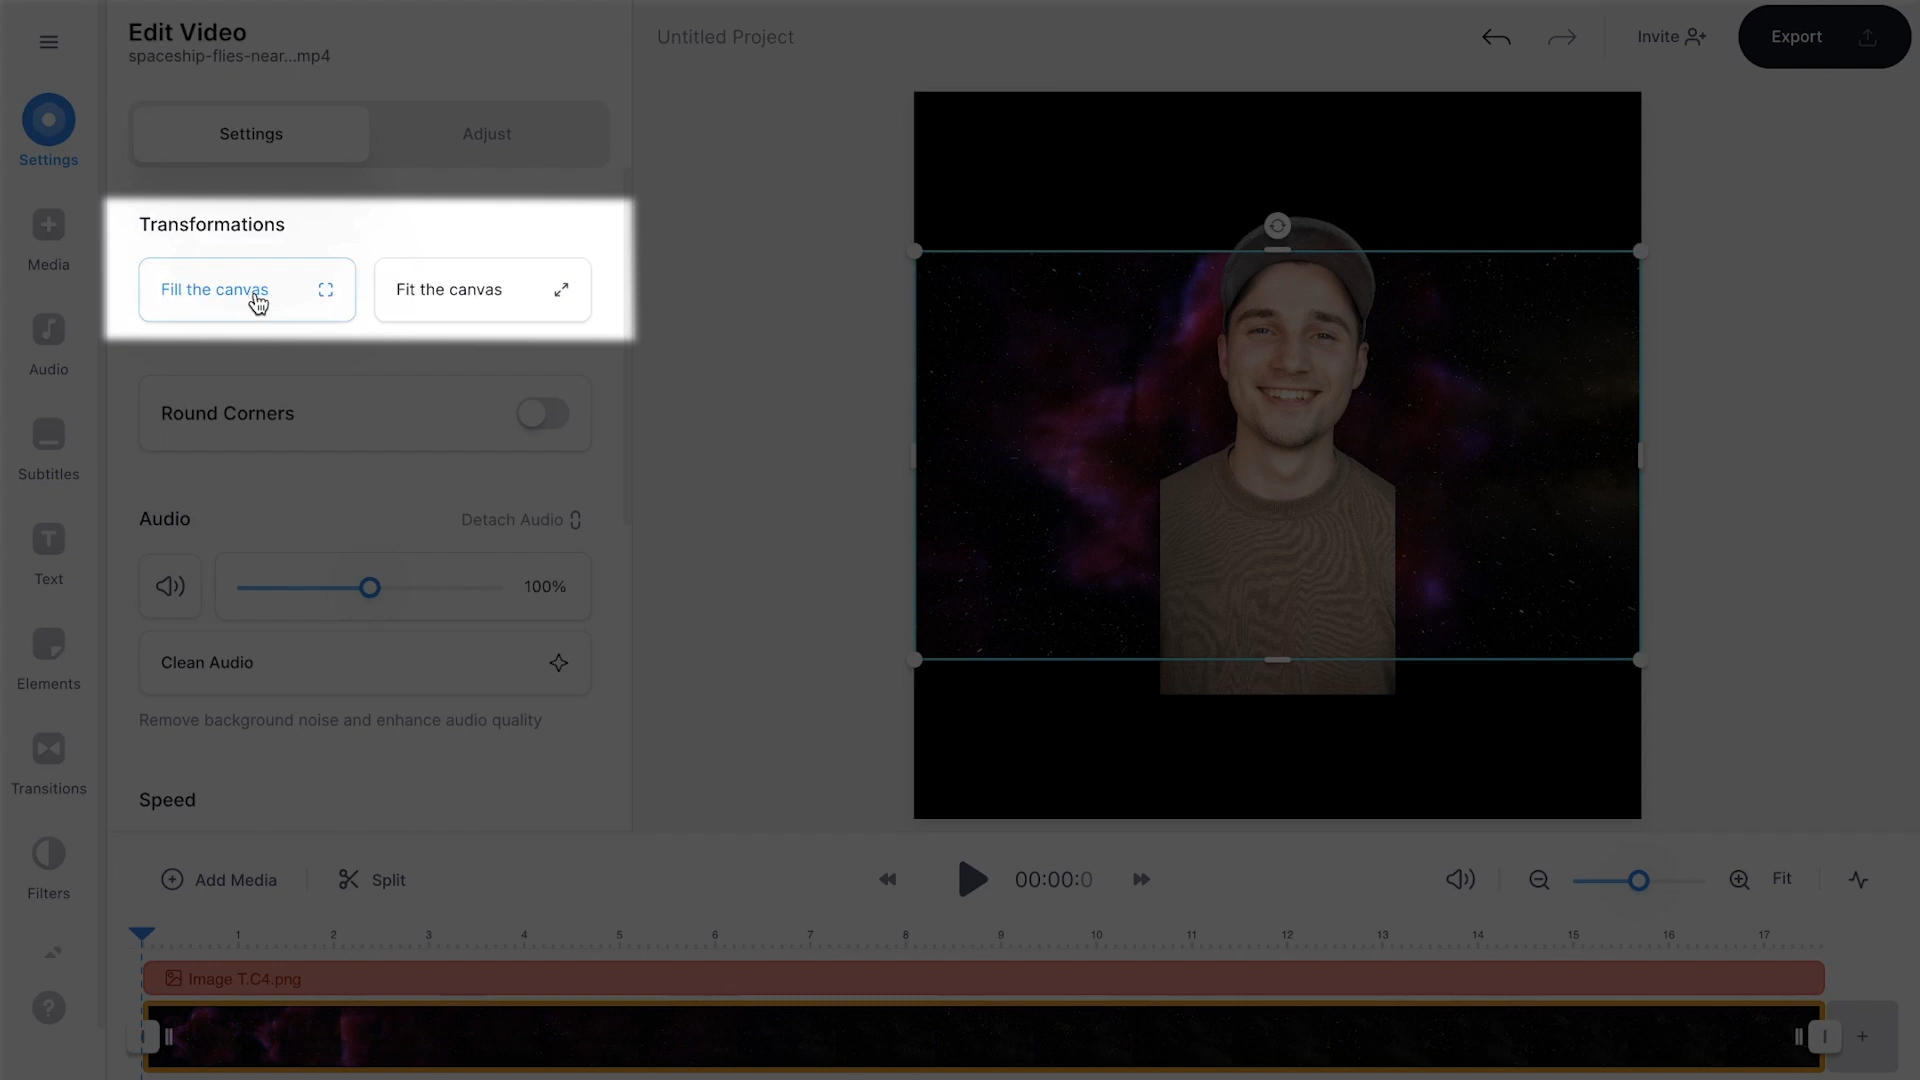 Edit Video
spaceship-flies-near...mp4
Untitled Project
Invite
Export
Settings
Media
Audio
Subtitles
Text
Elements
Transitions
Filters
?
Settings
Adjust
Transformations
Fill the canvas
Fit the canvas
Round Corners
Audio
Detach Audio
100%
Clean Audio
Remove background noise and enhance audio quality
Speed
Add Media
Split
00:00:0
Fit
1 2 3 4 5 6 7 8 9 10 11 12 13 14 15 16 17
Image T.C4.png